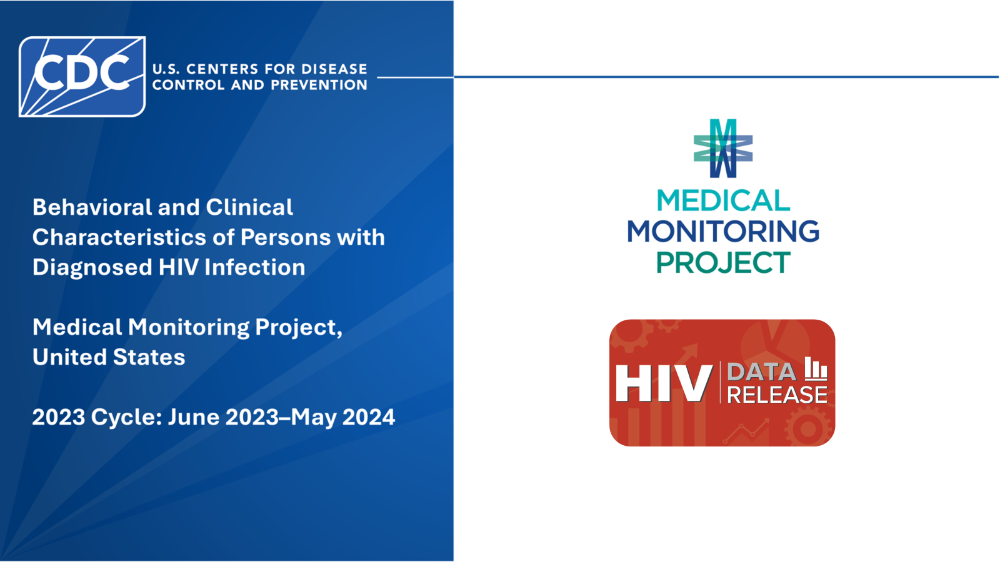 CDC
U.S. CENTERS FOR DISEASE
CONTROL AND PREVENTION
Behavioral and Clinical
Characteristics of Persons with
Diagnosed HIV Infection
Medical Monitoring Project,
United States
2023 Cycle: June 2023–May 2024
MEDICAL
MONITORING
PROJECT
HIV
DATA
RELEASE